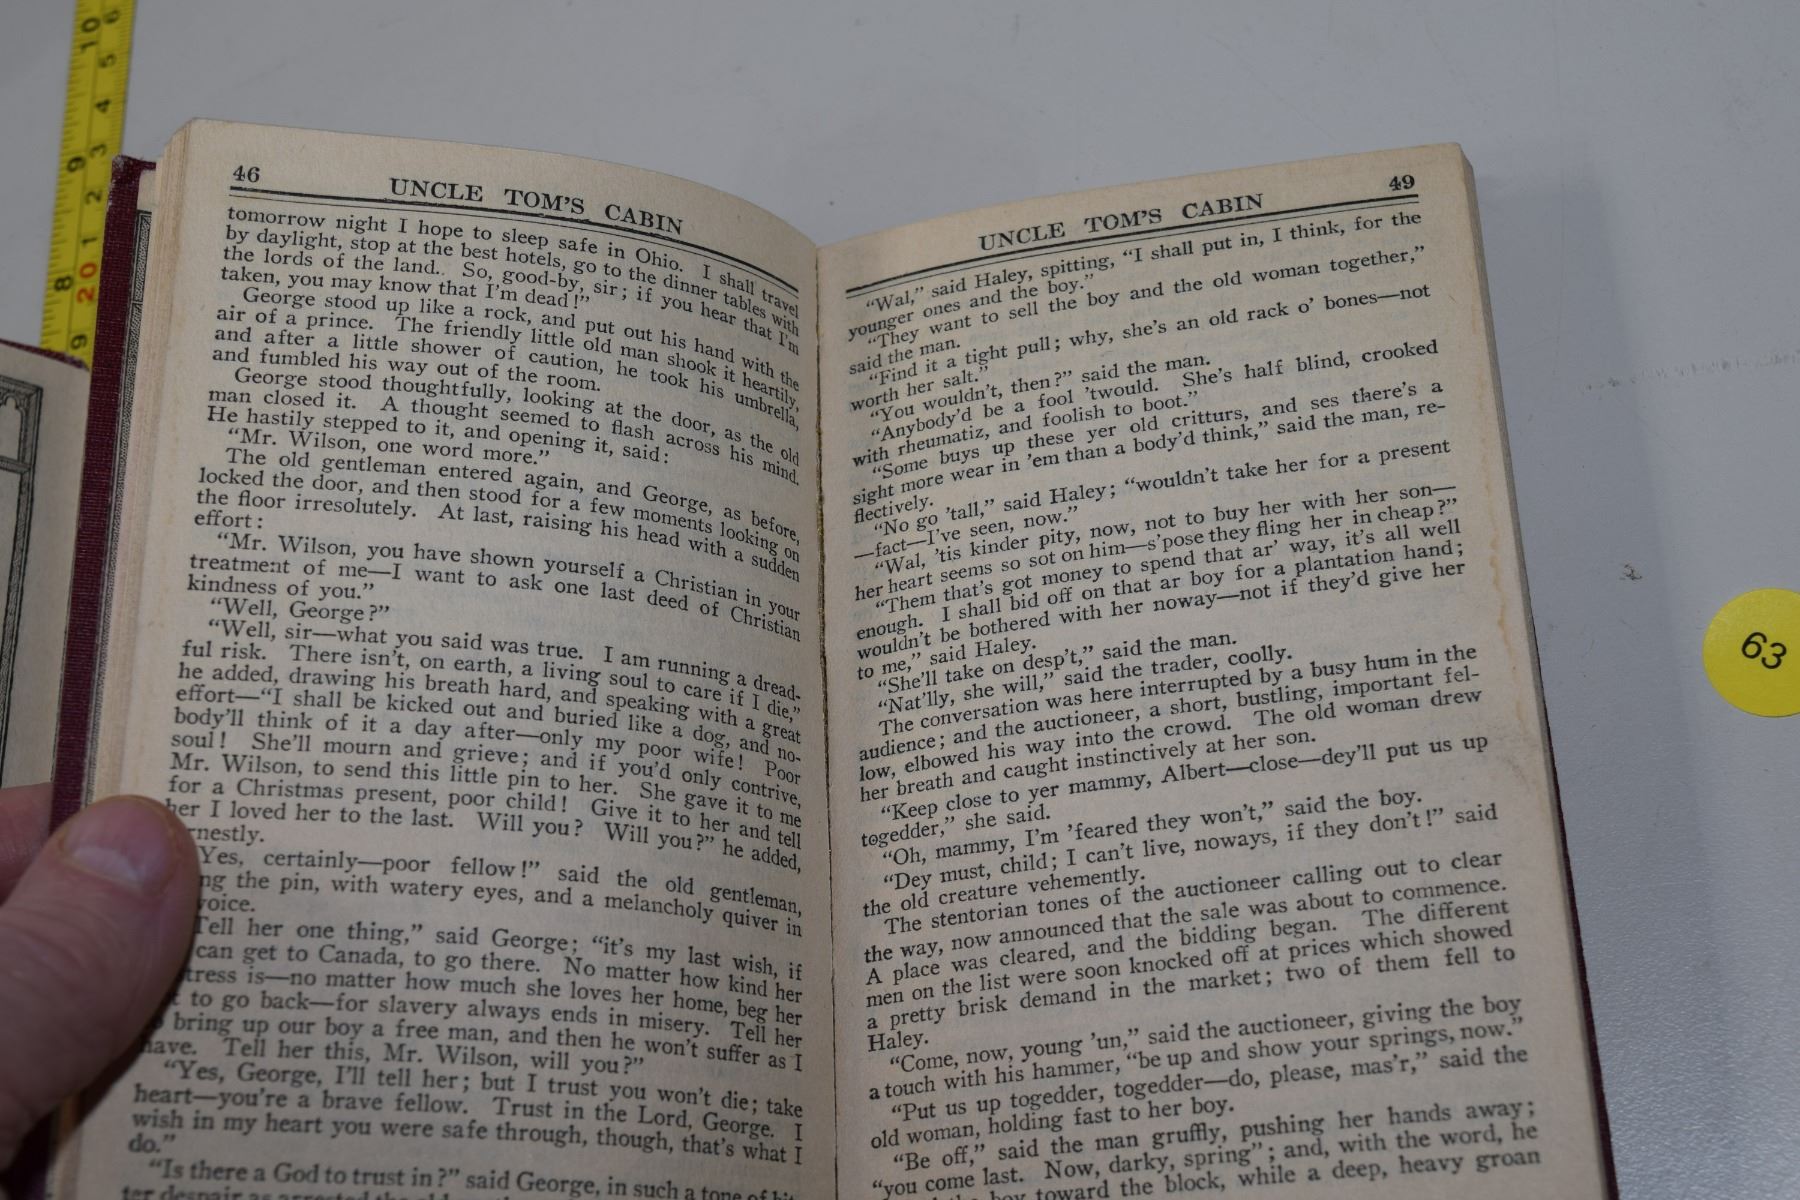 46
UNCLE TOM'S CABIN
tomorrow night I hope to sleep safe in Ohio. I shall travel
by daylight, stop at the best hotels, go to the dinner tables with
the lords of the land.. So, good-by, sir; if you hear that I'm
taken, you may know that I'm dead!”
George stood up like a rock, and put out his hand with the
air of a prince. The friendly little old man shook it heartily,
and after a little shower of caution, he took his umbrella,
and fumbled his way out of the room.
George stood thoughtfully, looking at the door, as the old
man closed it. A thought seemed to flash across his mind.
He hastily stepped to it, and opening it, said:
“Mr. Wilson, one word more.”
The old gentleman entered again, and George, as before,
locked the door, and then stood for a few moments looking on
the floor irresolutely. At last, raising his head with a sudden
effort:
“Mr. Wilson, you have shown yourself a Christian in your
treatment of me—I want to ask one last deed of Christian
kindness of you.”
“Well, George?”
“Well, sir—what you said was true. I am running a dread-
ful risk. There isn't, on earth, a living soul to care if I die,”
he added, drawing his breath hard, and speaking with a great
effort—“I shall be kicked out and buried like a dog, and no-
body'll think of it a day after—only my poor wife! Poor
soul! She'll mourn and grieve; and if you'd only contrive,
Mr. Wilson, to send this little pin to her. She gave it to me
for a Christmas present, poor child! Give it to her and tell
her I loved her to the last. Will you? Will you?” he added,
rnestly.
Yes, certainly—poor fellow!” said the old gentleman,
ng the pin, with watery eyes, and a melancholy quiver in
voice.
Tell her one thing,” said George; “it's my last wish, if
can get to Canada, to go there. No matter how kind her
tress is—no matter how much she loves her home, beg her
to go back—for slavery always ends in misery. Tell her
bring up our boy a free man, and then he won't suffer as I
have. Tell her this, Mr. Wilson, will you?”
“Yes, George, I'll tell her; but I trust you won't die; take
heart—you're a brave fellow. Trust in the Lord, George. I
wish in my heart you were safe through, though, that's what I
do.”
“Is there a God to trust in?” said George, in such a tone of bit-
ter despair as arrested the old
UNCLE TOM'S CABIN
49
“Wal,” said Haley, spitting, “I shall put in, I think, for the
younger ones and the boy.”
“They want to sell the boy and the old woman together,”
said the man.
“Find it a tight pull; why, she's an old rack o' bones—not
worth her salt.”
“You wouldn't, then?” said the man.
“Anybody'd be a fool 'twould. She's half blind, crooked
with rheumatiz, and foolish to boot.”
“Some buys up these yer old critturs, and ses there's a
sight more wear in 'em than a body'd think,” said the man, re-
flectively.
“No go 'tall,” said Haley; “wouldn't take her for a present
—fact—I've seen, now.”
“Wal, 'tis kinder pity, now, not to buy her with her son—
her heart seems so sot on him—s'pose they fling her in cheap?”
“Them that's got money to spend that ar' way, it's all well
enough. I shall bid off on that ar boy for a plantation hand;
wouldn't be bothered with her noway—not if they'd give her
to me,” said Haley.
“She'll take on desp't,” said the man.
“Nat'lly, she will,” said the trader, coolly.
The conversation was here interrupted by a busy hum in the
audience; and the auctioneer, a short, bustling, important fel-
low, elbowed his way into the crowd. The old woman drew
her breath and caught instinctively at her son.
“Keep close to yer mammy, Albert—close—dey'll put us up
togedder,” she said.
“Oh, mammy, I'm 'feared they won't,” said the boy.
“Dey must, child; I can't live, noways, if they don't!” said
the old creature vehemently.
The stentorian tones of the auctioneer calling out to clear
the way, now announced that the sale was about to commence.
A place was cleared, and the bidding began. The different
men on the list were soon knocked off at prices which showed
a pretty brisk demand in the market; two of them fell to
Haley.
“Come, now, young 'un,” said the auctioneer, giving the boy
a touch with his hammer, “be up and show your springs, now.”
“Put us up togedder, togedder—do, please, mas'r,” said the
old woman, holding fast to her boy.
“Be off,” said the man gruffly, pushing her hands away;
“you come last. Now, darky, spring”; and, with the word, he
boy toward the block, while a deep, heavy groan
63
10
9
8
6
5
4
3
2
1
20
9